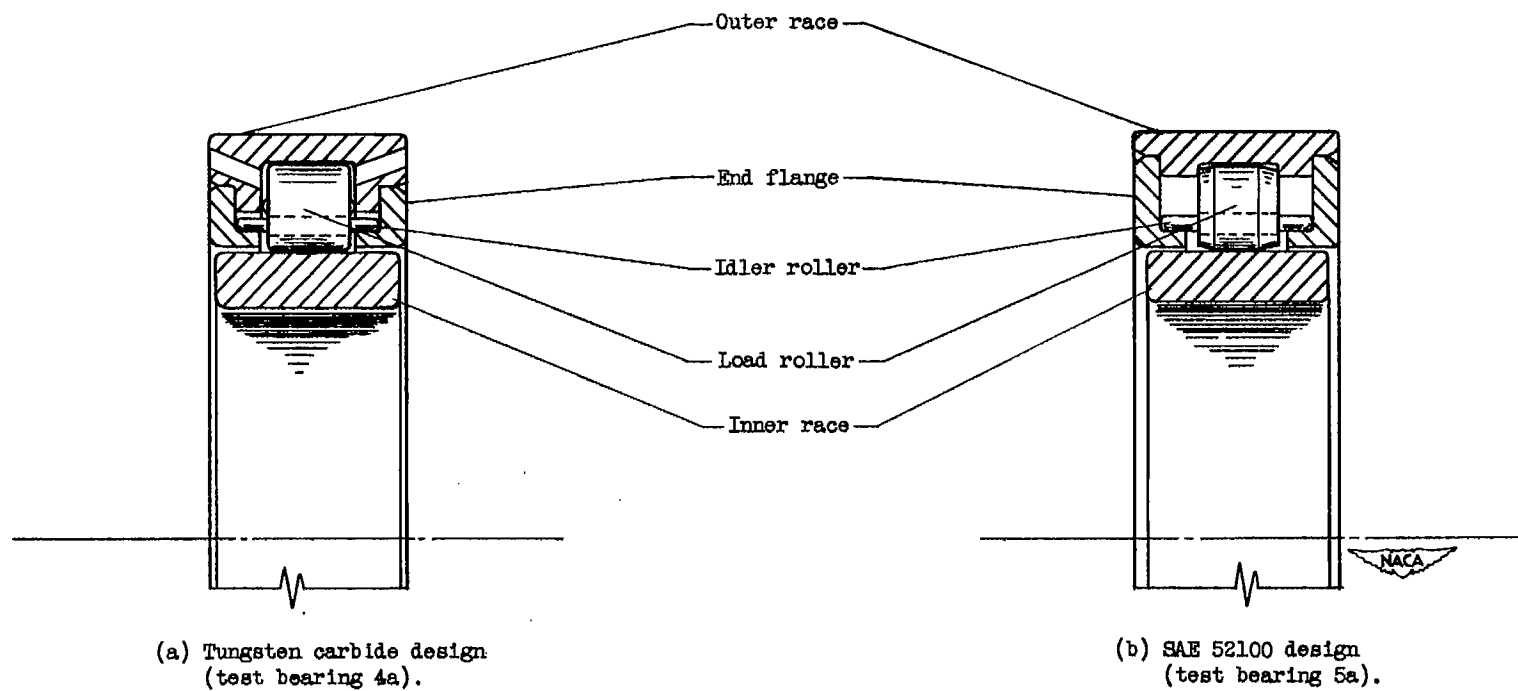 Outer race
End flange
Idler roller
Load roller
Inner race
NACA
(a) Tungsten carbide design
(test bearing 4a).
(b) SAE 52100 design
(test bearing 5a).